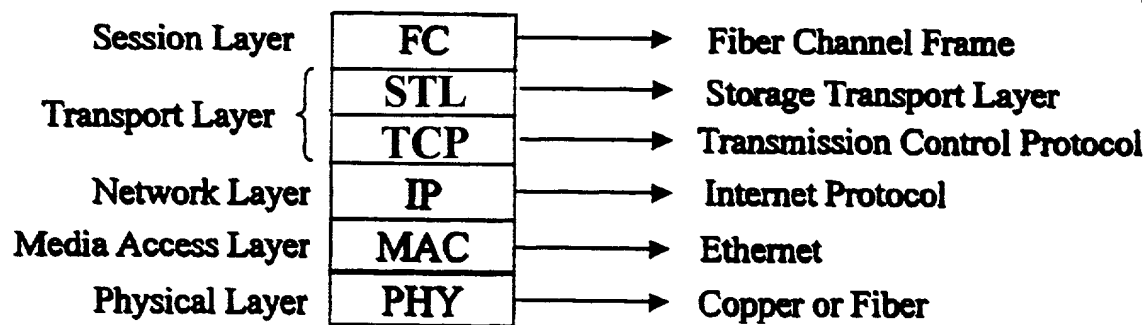 Session Layer FC Fiber Channel Frame
STL Storage Transport Layer
Transport Layer
TCP Transmission Control Protocol
Network Layer IP Internet Protocol
Media Access Layer MAC Ethernet
Physical Layer PHY Copper or Fiber